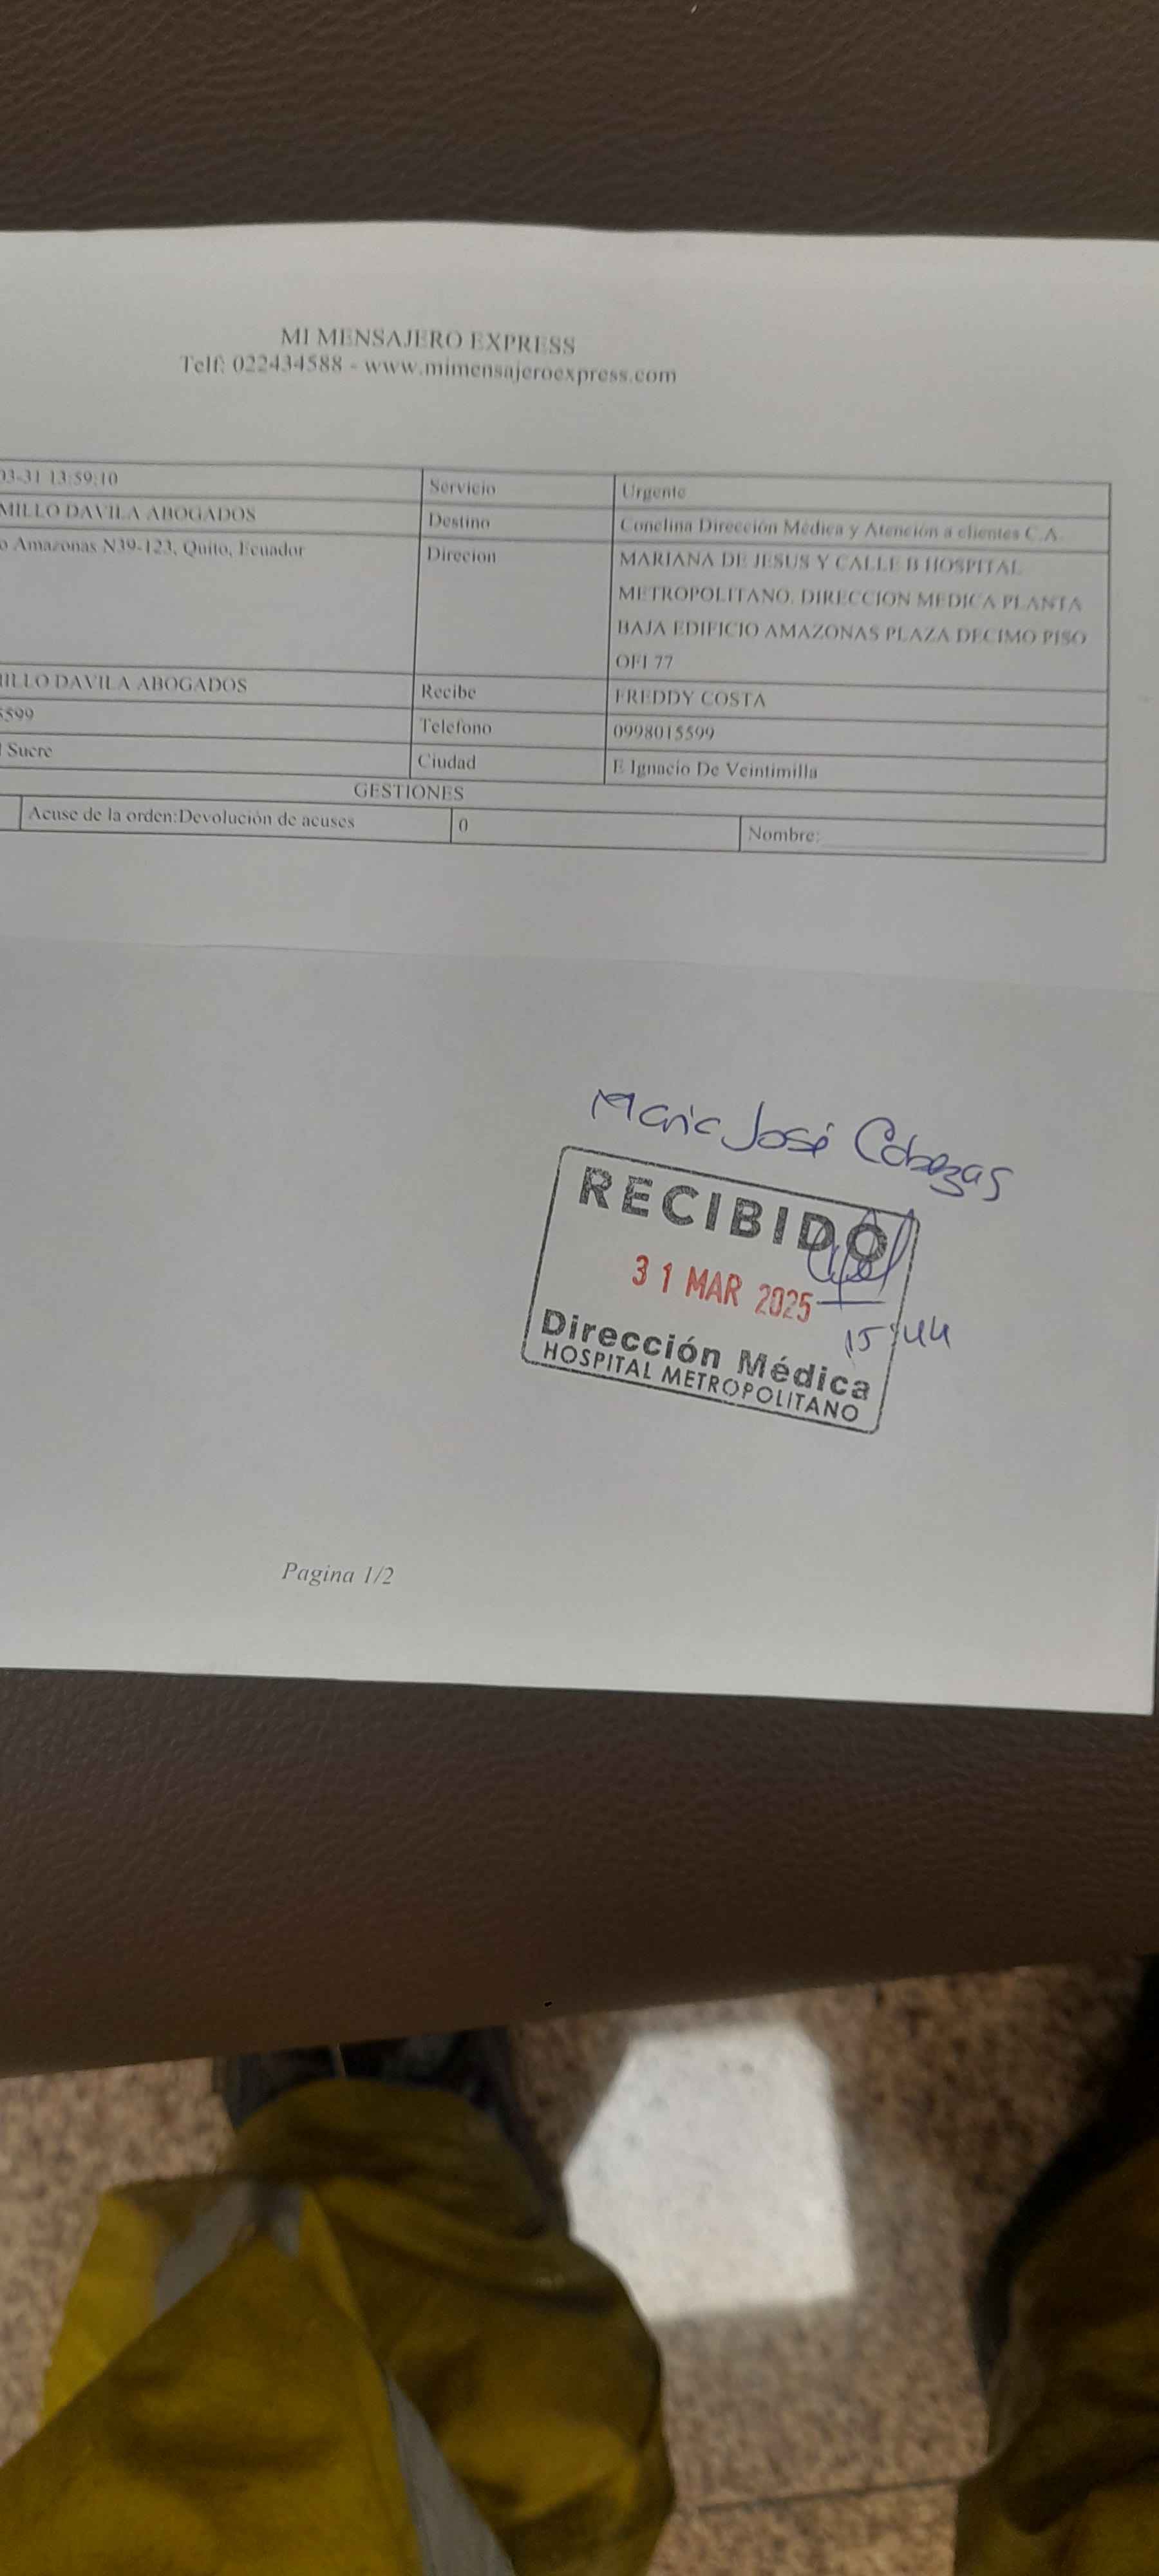 MI MENSAJERO EXPRESS
Telf: 022434588 - www.mimensajeroexpress.com
03-31 13:59:10 Servicio Urgente
MILLO DAVILA ABOGADOS Destino Conclina Dirección Médica y Atención a clientes C.A.
o Amazonas N39-123, Quito, Ecuador Direcion MARIANA DE JESUS Y CALLE B HOSPITAL
METROPOLITANO. DIRECCION MEDICA PLANTA
BAJA EDIFICIO AMAZONAS PLAZA DECIMO PISO
OFI 77
MILLO DAVILA ABOGADOS Recibe FREDDY COSTA
5599 Telefono 0998015599
l Sucre Ciudad E Ignacio De Veintimilla
GESTIONES
Acuse de la orden:Devolución de acuses 0 Nombre:
Maria José Cobezas
RECIBIDO
31 MAR 2025
15:44
Dirección Médica
HOSPITAL METROPOLITANO
Pagina 1/2